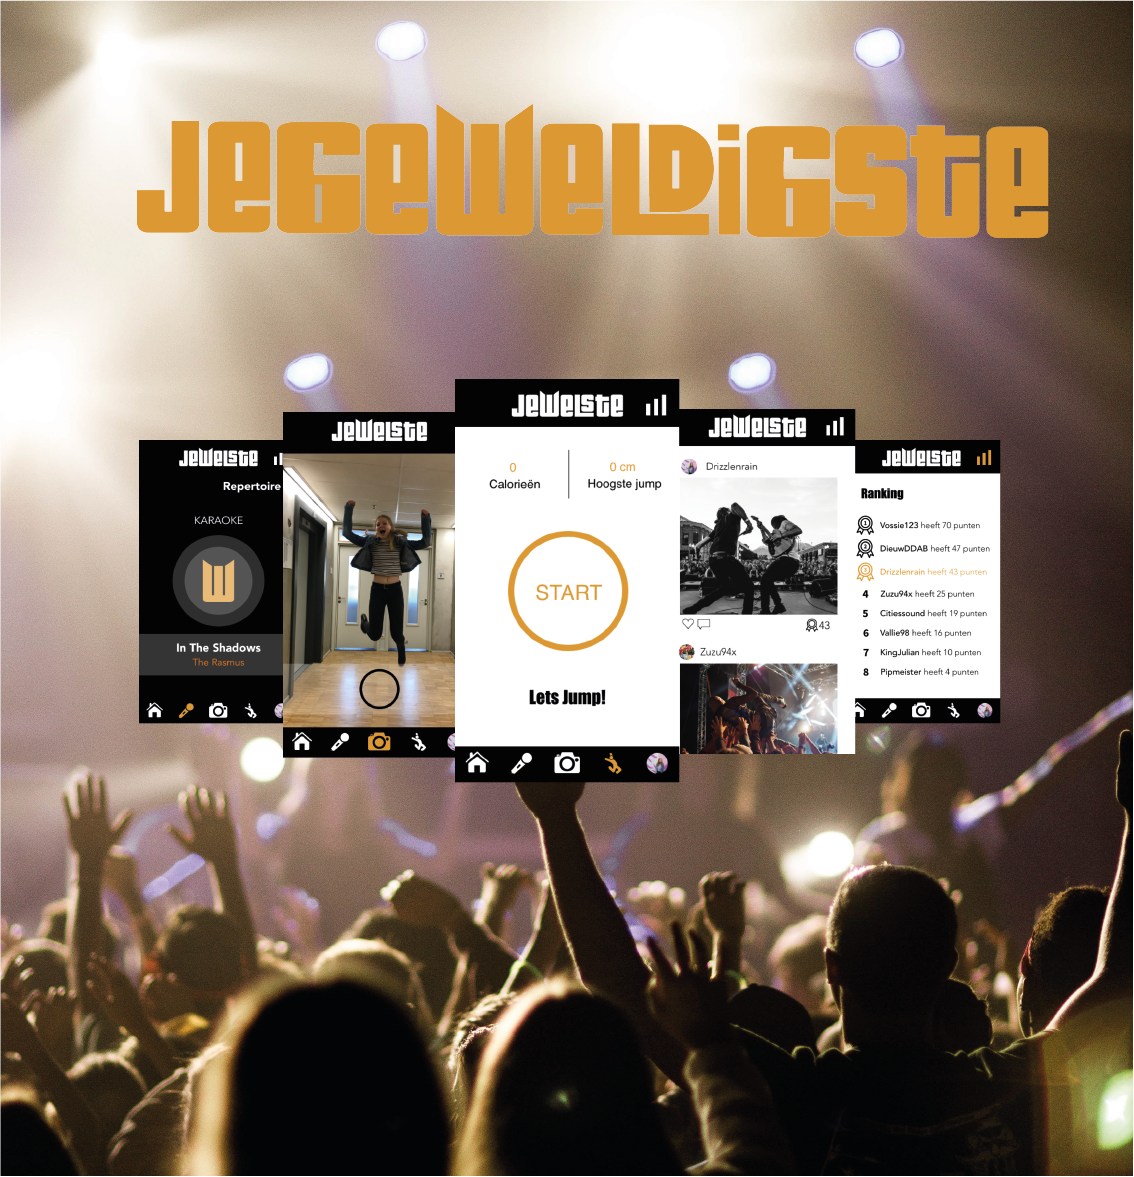 JEGEWELDIGSTE
JEWELSTE
Repertoire
KARAOKE
In The Shadows
The Rasmus
JEWELSTE
JEWELSTE
0
Calorieën
0 cm
Hoogste jump
START
Lets Jump!
JEWELSTE
Drizzlenrain
43
Zuzu94x
JEWELSTE
Ranking
1 Vossie123 heeft 70 punten
2 DieuwDDAB heeft 47 punten
3 Drizzlenrain heeft 43 punten
4 Zuzu94x heeft 25 punten
5 Citiessound heeft 19 punten
6 Vallie98 heeft 16 punten
7 KingJulian heeft 10 punten
8 Pipmeister heeft 4 punten